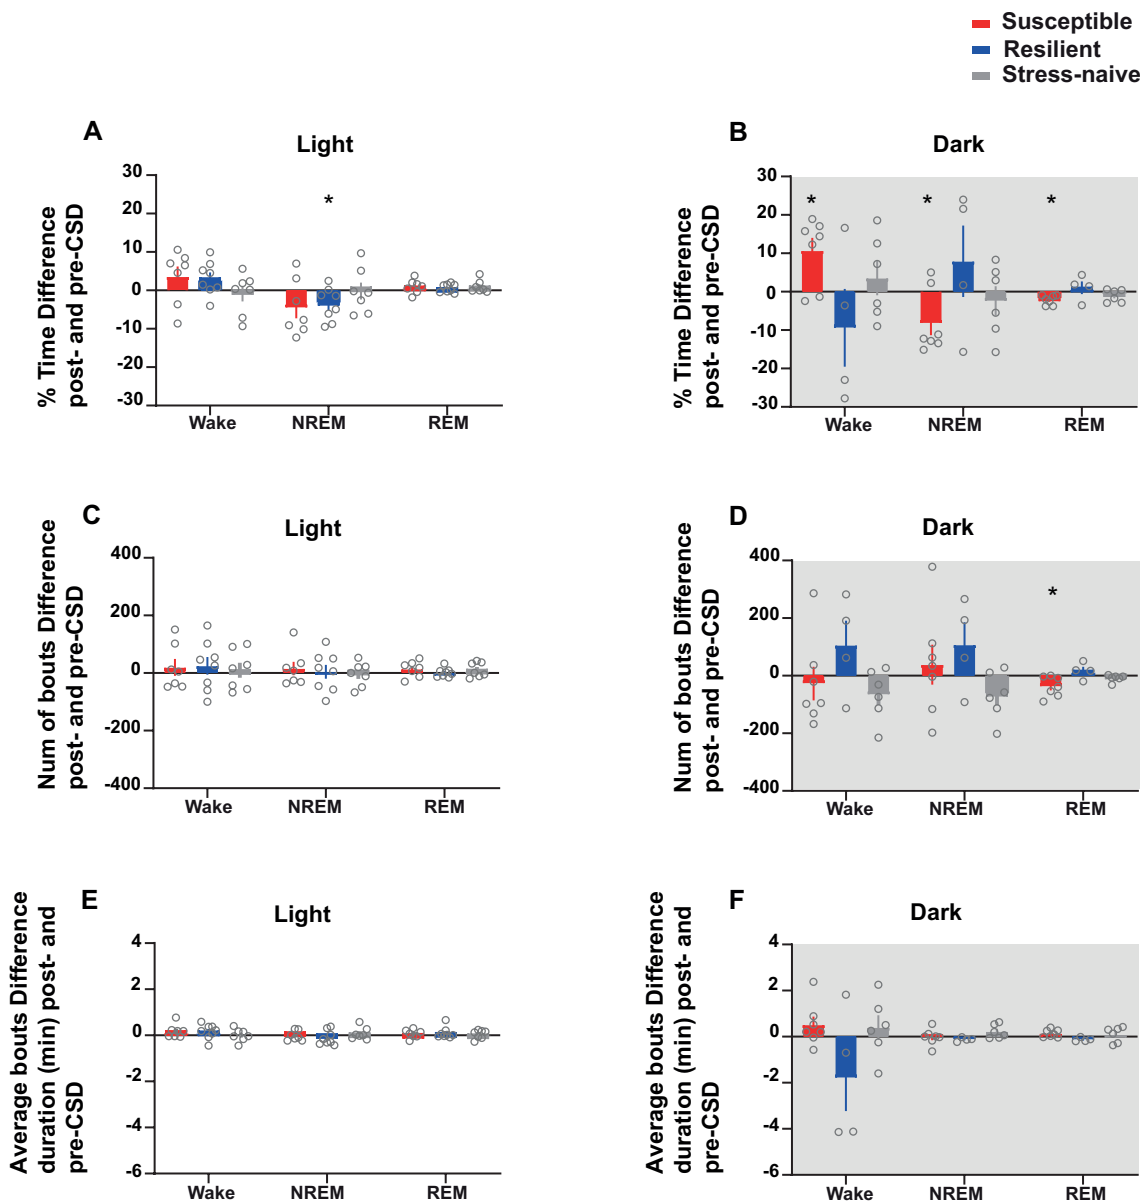 Susceptible
Resilient
Stress-naive
A
Light
% Time Difference
post- and pre-CSD
30
20
10
0
-10
-20
-30
*
Wake
NREM
REM
B
Dark
% Time Difference
post- and pre-CSD
30
20
10
0
-10
-20
-30
*
*
*
Wake
NREM
REM
C
Light
Num of bouts Difference
post- and pre-CSD
400
200
0
-200
-400
Wake
NREM
REM
D
Dark
Num of bouts Difference
post- and pre-CSD
400
200
0
-200
-400
*
Wake
NREM
REM
E
Light
Average bouts Difference
duration (min) post- and
pre-CSD
4
2
0
-2
-4
-6
Wake
NREM
REM
F
Dark
Average bouts Difference
duration (min) post- and
pre-CSD
4
2
0
-2
-4
-6
Wake
NREM
REM